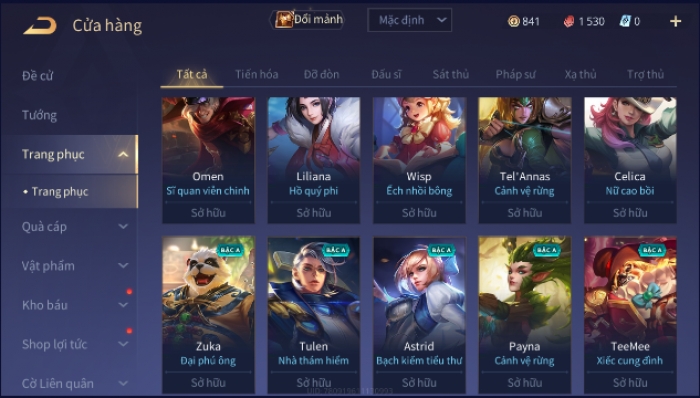 Cửa hàng
Đổi mảnh
Mặc định
841
1 530
0
+
Đề cử
Tướng
Trang phục
• Trang phục
Quà cáp
Vật phẩm
Kho báu
Shop lợi tức
Cờ Liên quân
Tất cả
Tiến hóa
Đỡ đòn
Đấu sĩ
Sát thủ
Pháp sư
Xạ thủ
Trợ thủ
Omen
Sĩ quan viễn chinh
Sở hữu
Liliana
Hồ quý phi
Sở hữu
Wisp
Ếch nhồi bông
Sở hữu
Tel'Annas
Cảnh vệ rừng
Sở hữu
Celica
Nữ cao bồi
Sở hữu
BẬC A
Zuka
Đại phú ông
Sở hữu
BẬC A
Tulen
Nhà thám hiểm
Sở hữu
BẬC A
Astrid
Bạch kiếm tiểu thư
Sở hữu
BẬC A
Payna
Cảnh vệ rừng
Sở hữu
BẬC A
TeeMee
Xiếc cung đình
Sở hữu